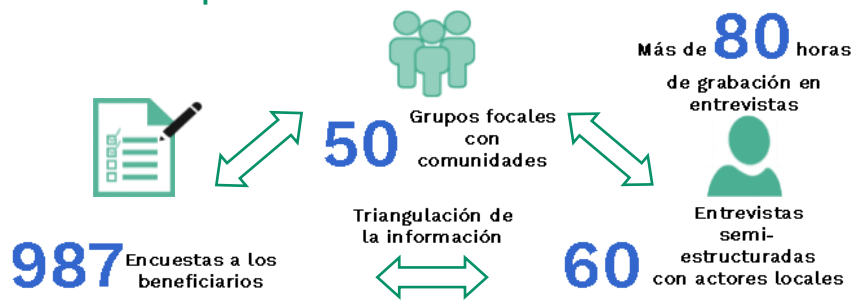 Más de 80 horas
de grabación en
entrevistas
50 Grupos focales
con
comunidades
Triangulación de
la información
987 Encuestas a los
beneficiarios
60 Entrevistas
semi-
estructuradas
con actores locales